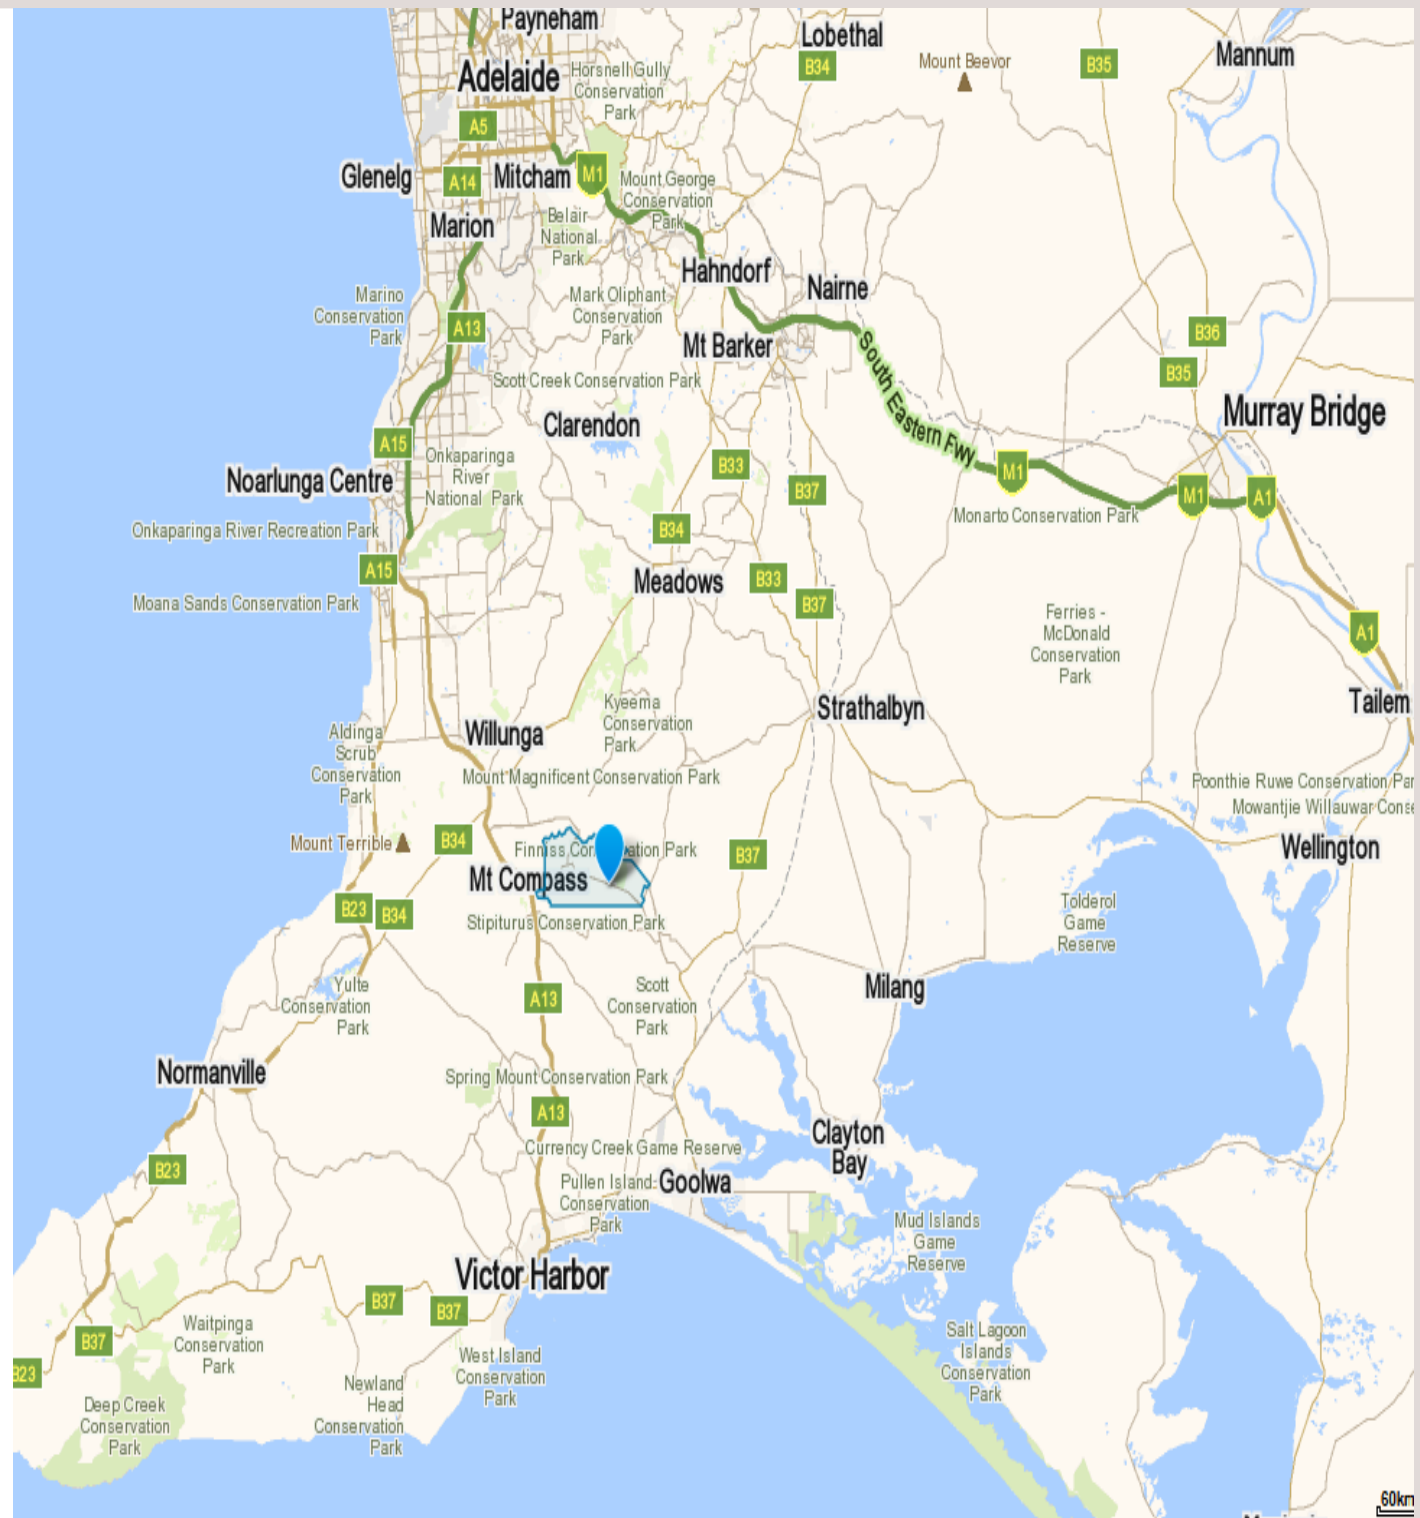 Payneham
Lobethal
Mannum
Adelaide
Horsnell Gully
Conservation
Park
B34
Mount Beevor
B35
A5
Glenelg
A14
Mitcham
M1
Mount George
Conservation
Park
Marion
Belair
National
Park
Hahndorf
Nairne
Marino
Conservation
Park
Mark Oliphant
Conservation
Park
A13
Mt Barker
South Eastern Fwy
B36
B35
Scott Creek Conservation Park
Clarendon
Murray Bridge
A15
Onkaparinga
River
National Park
Noarlunga Centre
B33
B37
M1
M1
A1
Monarto Conservation Park
Onkaparinga River Recreation Park
B34
A15
Meadows
B33
B37
Moana Sands Conservation Park
Ferries -
McDonald
Conservation
Park
A1
Tailem
Kyeema
Conservation
Park
Strathalbyn
Aldinga
Scrub
Conservation
Park
Willunga
Mount Magnificent Conservation Park
Poonthie Ruwe Conservation Par
Mowantjie Willauwar Conse
Mount Terrible
B34
Finniss Con ation Park
B37
Wellington
Mt Compass
B23
B34
Stipiturus Conservation Park
Tolderol
Game
Reserve
Yulte
Conservation
Park
A13
Scott
Conservation
Park
Milang
Normanville
Spring Mount Conservation Park
A13
Clayton
Bay
Currency Creek Game Reserve
B23
Pullen Island
Conservation
Park
Goolwa
Mud Islands
Game
Reserve
Victor Harbor
B37
B37
B37
Waitpinga
Conservation
Park
Salt Lagoon
Islands
Conservation
Park
B23
West Island
Conservation
Park
Newland
Head
Conservation
Park
Deep Creek
Conservation
Park
60km